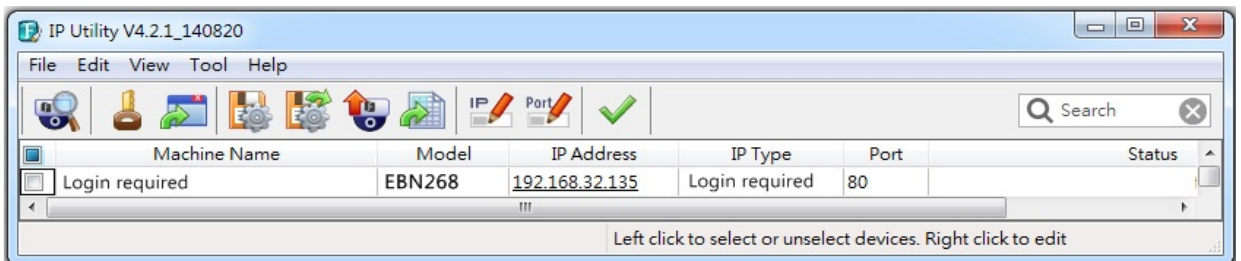 IP Utility V4.2.1_140820
File Edit View Tool Help
IP Port Search
Machine Name Model IP Address IP Type Port Status
Login required EBN268 192.168.32.135 Login required 80
Left click to select or unselect devices. Right click to edit